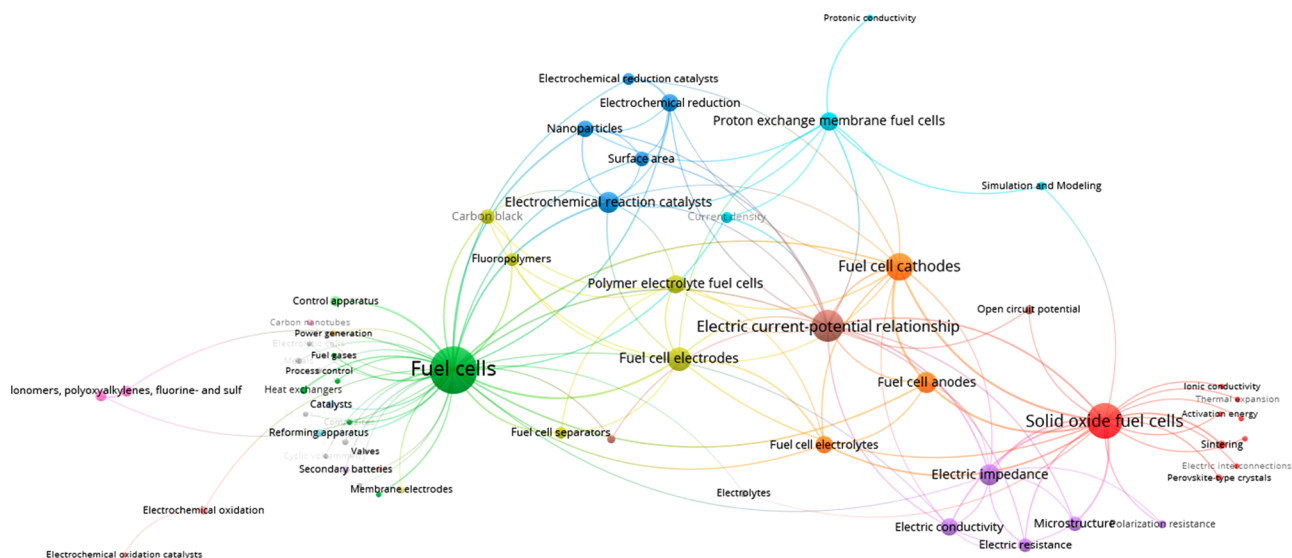 Protonic conductivity
Electrochemical reduction catalysts
Electrochemical reduction
Proton exchange membrane fuel cells
Nanoparticles
Surface area
Simulation and Modeling
Electrochemical reaction catalysts
Carbon black
Current density
Fluoropolymers
Fuel cell cathodes
Polymer electrolyte fuel cells
Control apparatus
Open circuit potential
Carbon nanotubes
Electric current-potential relationship
Power generation
Fuel gases
Fuel cell electrodes
Process control
Fuel cells
Fuel cell anodes
Ionomers, polyoxyalkylenes, fluorine- and sulf
Heat exchangers
Ionic conductivity
Thermal expansion
Catalysts
Activation energy
Solid oxide fuel cells
Reforming apparatus
Fuel cell separators
Fuel cell electrolytes
Sintering
Valves
Secondary batteries
Electric interconnections
Electric impedance
Perovskite-type crystals
Membrane electrodes
Electrolytes
Electrochemical oxidation
Electric conductivity
Microstructure
Polarization resistance
Electric resistance
Electrochemical oxidation catalysts